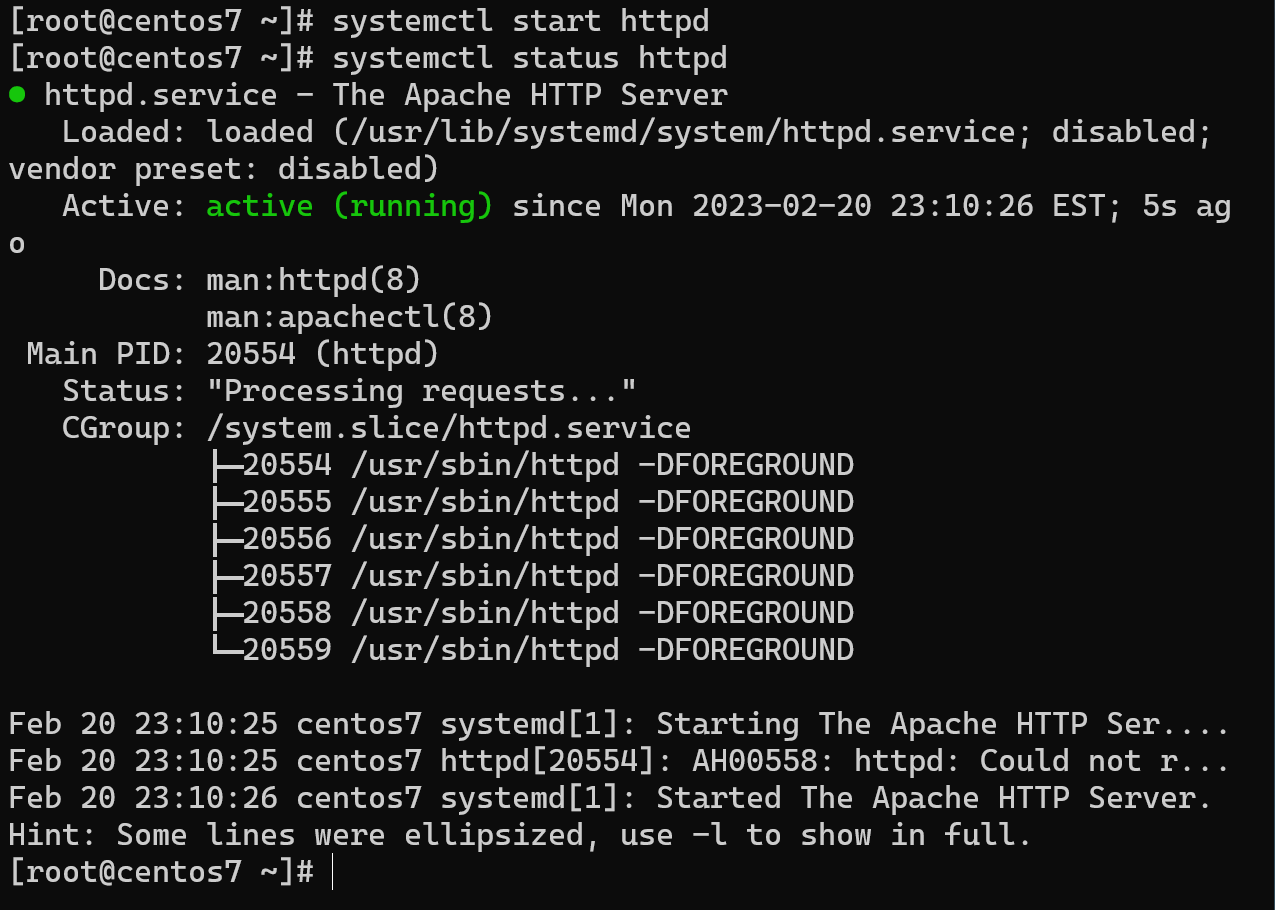 [root@centos7 ~]# systemctl start httpd
[root@centos7 ~]# systemctl status httpd
● httpd.service - The Apache HTTP Server
   Loaded: loaded (/usr/lib/systemd/system/httpd.service; disabled;
vendor preset: disabled)
   Active: active (running) since Mon 2023-02-20 23:10:26 EST; 5s ag
o
     Docs: man:httpd(8)
           man:apachectl(8)
 Main PID: 20554 (httpd)
   Status: "Processing requests..."
   CGroup: /system.slice/httpd.service
           ├─20554 /usr/sbin/httpd -DFOREGROUND
           ├─20555 /usr/sbin/httpd -DFOREGROUND
           ├─20556 /usr/sbin/httpd -DFOREGROUND
           ├─20557 /usr/sbin/httpd -DFOREGROUND
           ├─20558 /usr/sbin/httpd -DFOREGROUND
           └─20559 /usr/sbin/httpd -DFOREGROUND

Feb 20 23:10:25 centos7 systemd[1]: Starting The Apache HTTP Ser....
Feb 20 23:10:25 centos7 httpd[20554]: AH00558: httpd: Could not r...
Feb 20 23:10:26 centos7 systemd[1]: Started The Apache HTTP Server.
Hint: Some lines were ellipsized, use -l to show in full.
[root@centos7 ~]#